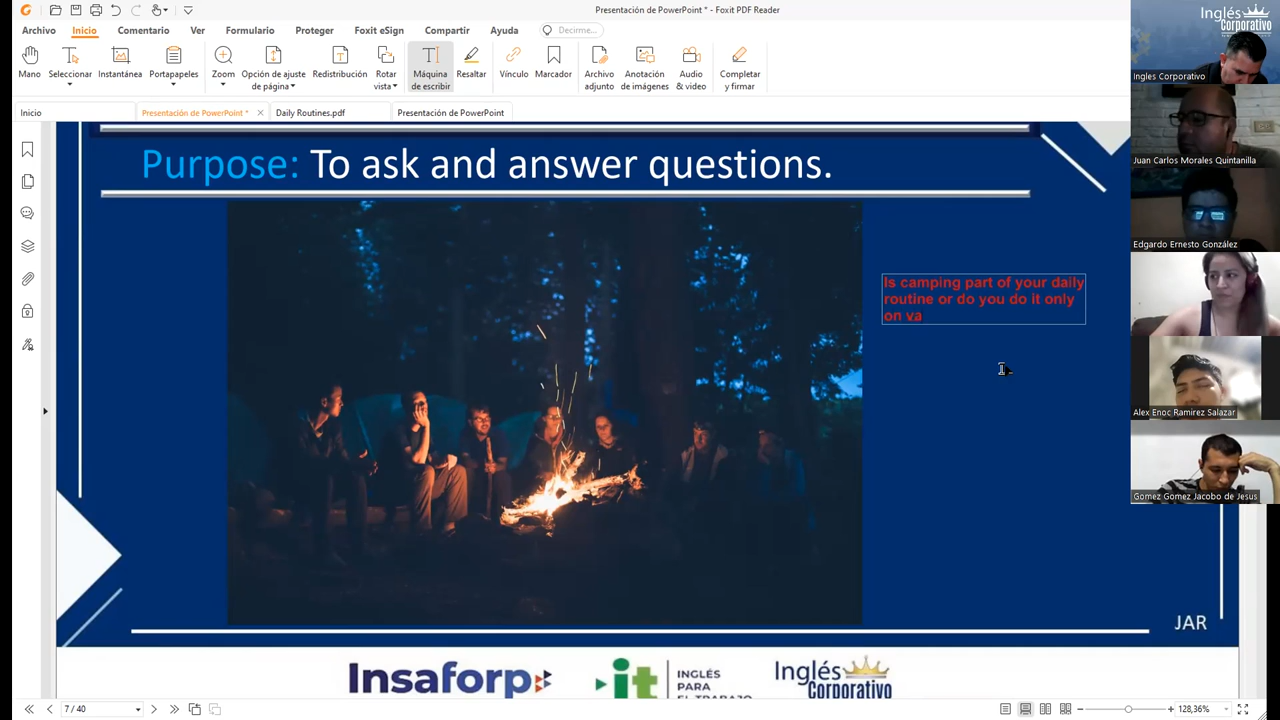 Presentación de PowerPoint * - Foxit PDF Reader
Archivo Inicio Comentario Ver Formulario Proteger Foxit eSign Compartir Ayuda Decirme...
Mano
Seleccionar
Instantánea
Portapapeles
Zoom
Opción de ajuste
de página
Redistribución
Rotar
vista
Máquina
de escribir
Resaltar
Vínculo
Marcador
Archivo
adjunto
Anotación
de imágenes
Audio
& video
Completar
y firmar
Inicio
Presentación de PowerPoint *
Daily Routines.pdf
Presentación de PowerPoint
Purpose: To ask and answer questions.
Is camping part of your daily
routine or do you do it only
on va
JAR
Insaforp
it
INGLÉS
PARA
EL TRABAJO
Inglés
Corporativo
7 / 40
128,36%
Inglés
Corporativo
Ingles Corporativo
Juan Carlos Morales Quintanilla
Edgardo Ernesto González
Alex Enoc Ramirez Salazar
Gomez Gomez Jacobo de Jesus